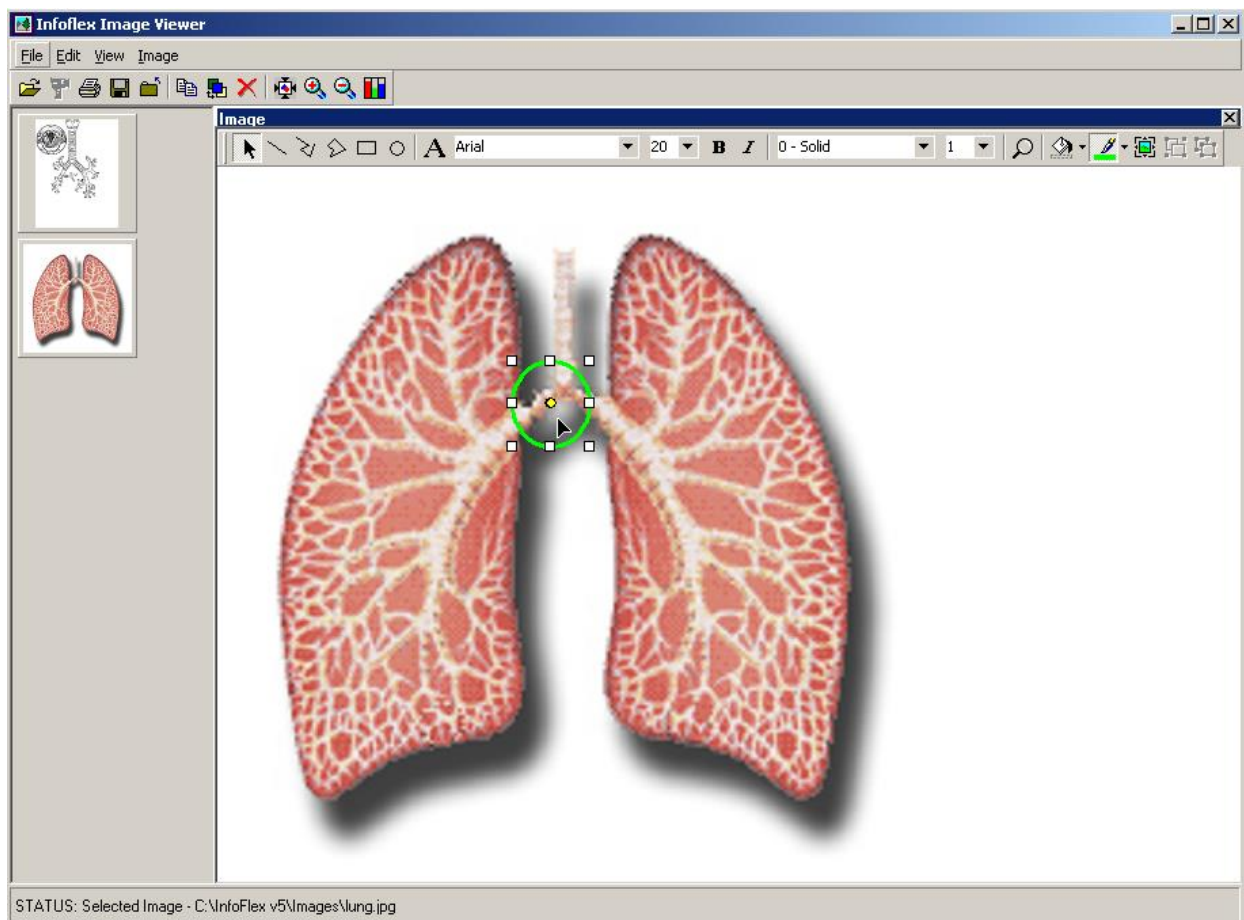 Infoflex Image Viewer
File Edit View Image
Image
A Arial 20 B I 0 - Solid 1
STATUS: Selected Image - C:\InfoFlex v5\Images\lung.jpg